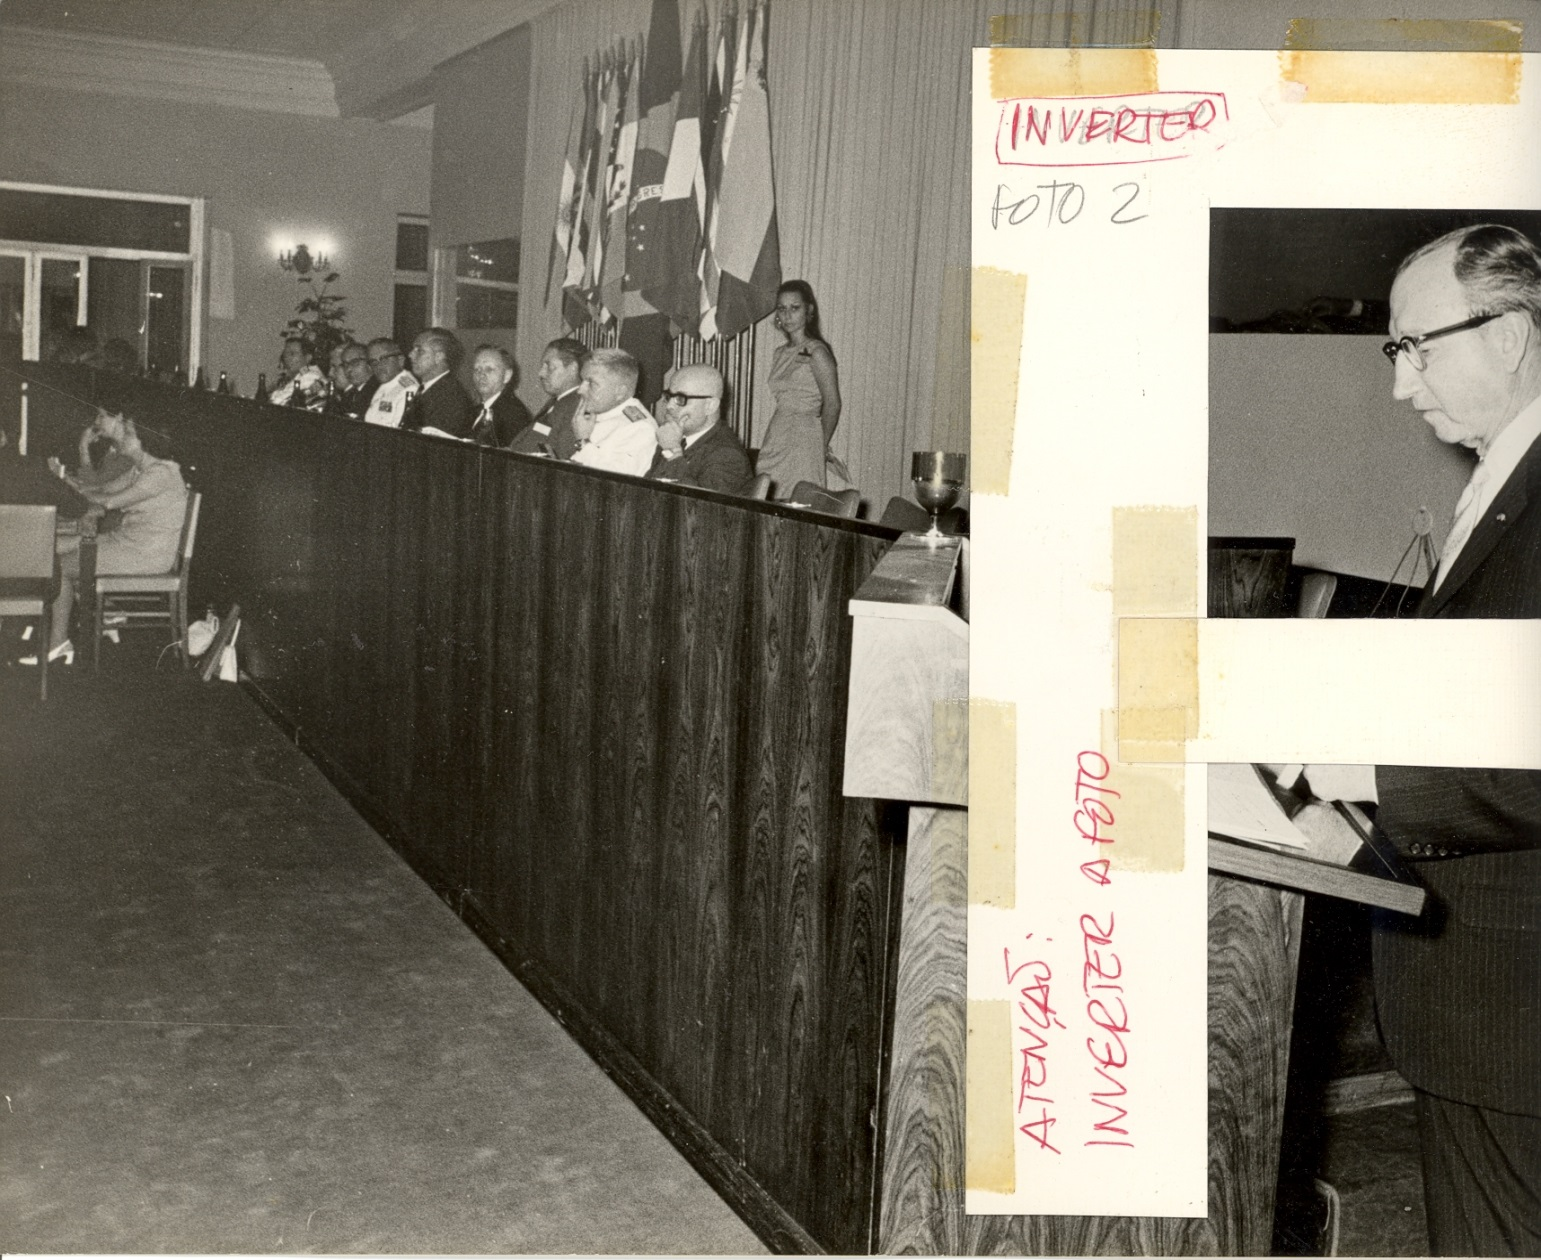 INVERTED
FOTO 2
ATENÇÃO:
INVERTER A FOTO